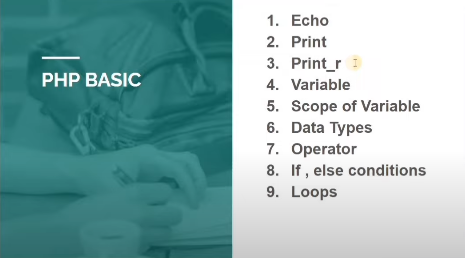 PHP BASIC
1. Echo
2. Print
3. Print_r
4. Variable
5. Scope of Variable
6. Data Types
7. Operator
8. If , else conditions
9. Loops